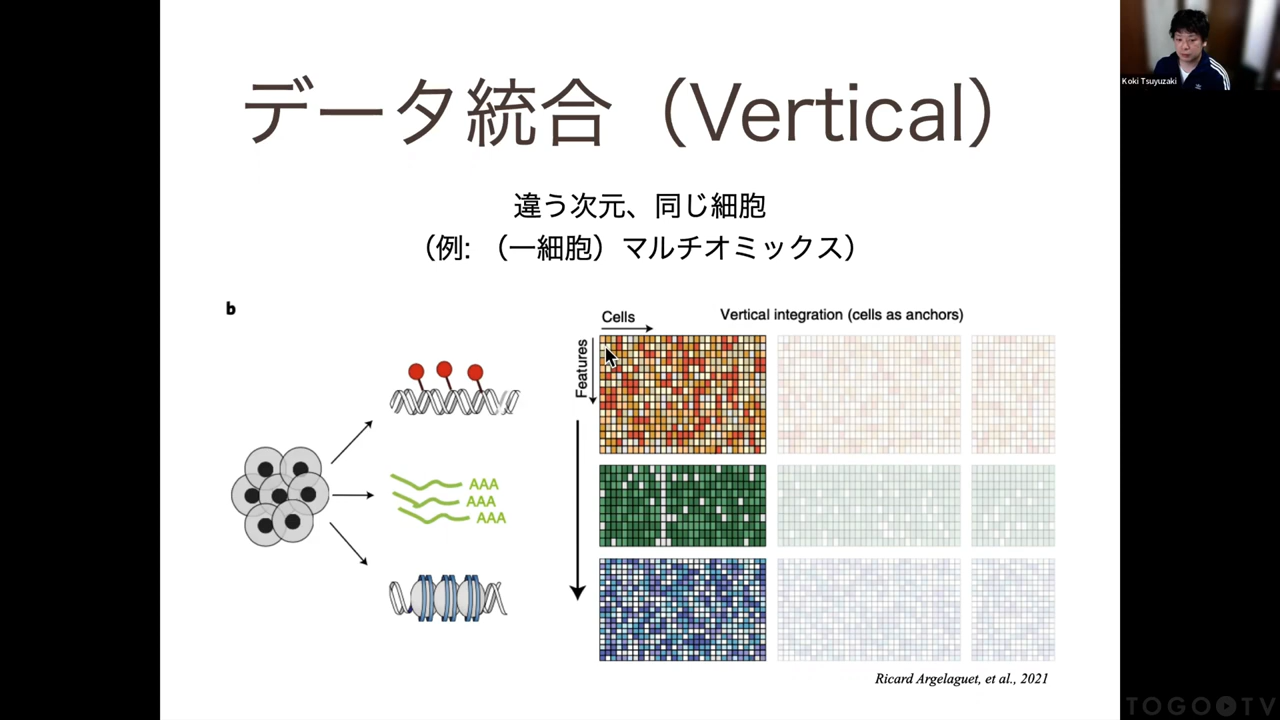 データ統合（Vertical）
違う次元、同じ細胞
（例: （一細胞）マルチオミックス）
b
Cells
Vertical integration (cells as anchors)
Features
AAA
AAA
AAA
Ricard Argelaguet, et al., 2021
Koki Tsuyuzaki
TOGO TV